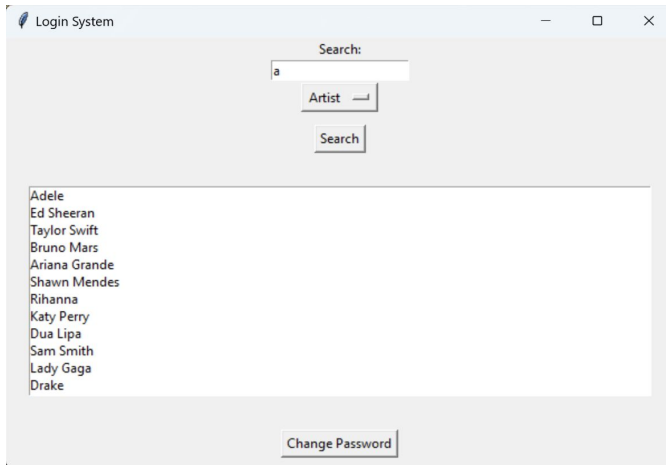 Login System
Search:
a
Artist
Search
Adele
Ed Sheeran
Taylor Swift
Bruno Mars
Ariana Grande
Shawn Mendes
Rihanna
Katy Perry
Dua Lipa
Sam Smith
Lady Gaga
Drake
Change Password